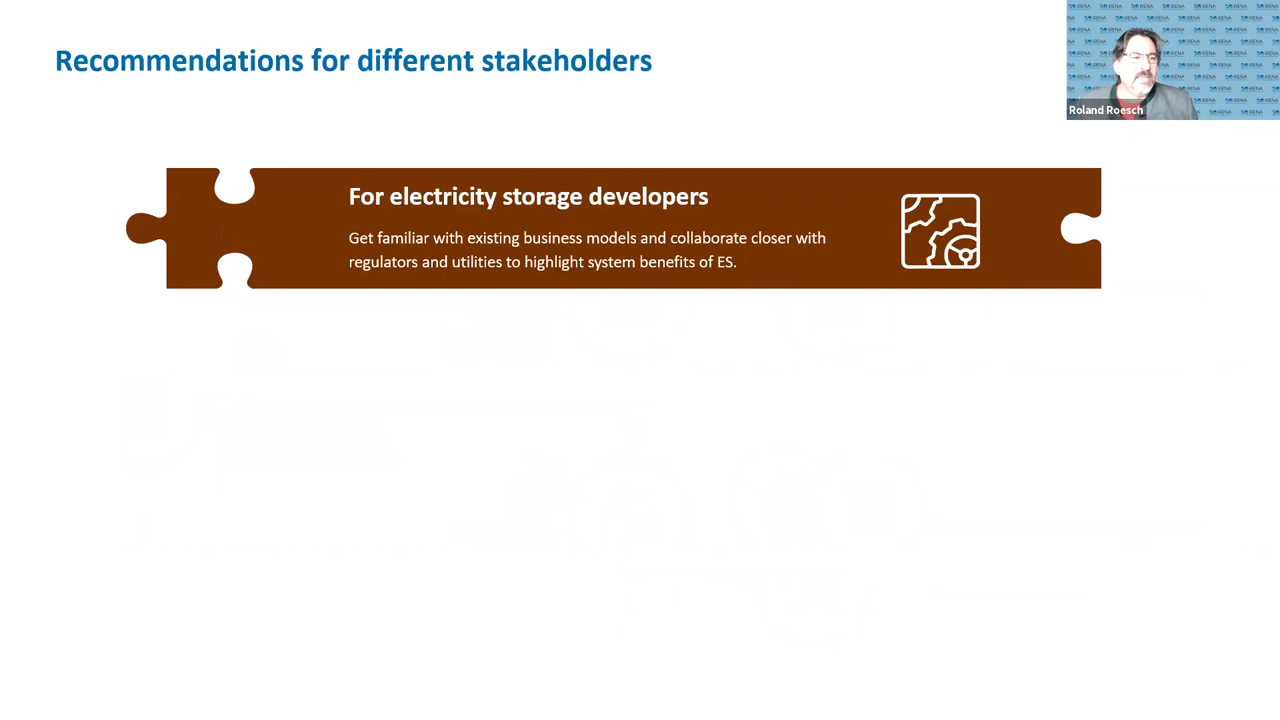 Recommendations for different stakeholders
Roland Roesch
For electricity storage developers
Get familiar with existing business models and collaborate closer with
regulators and utilities to highlight system benefits of ES.